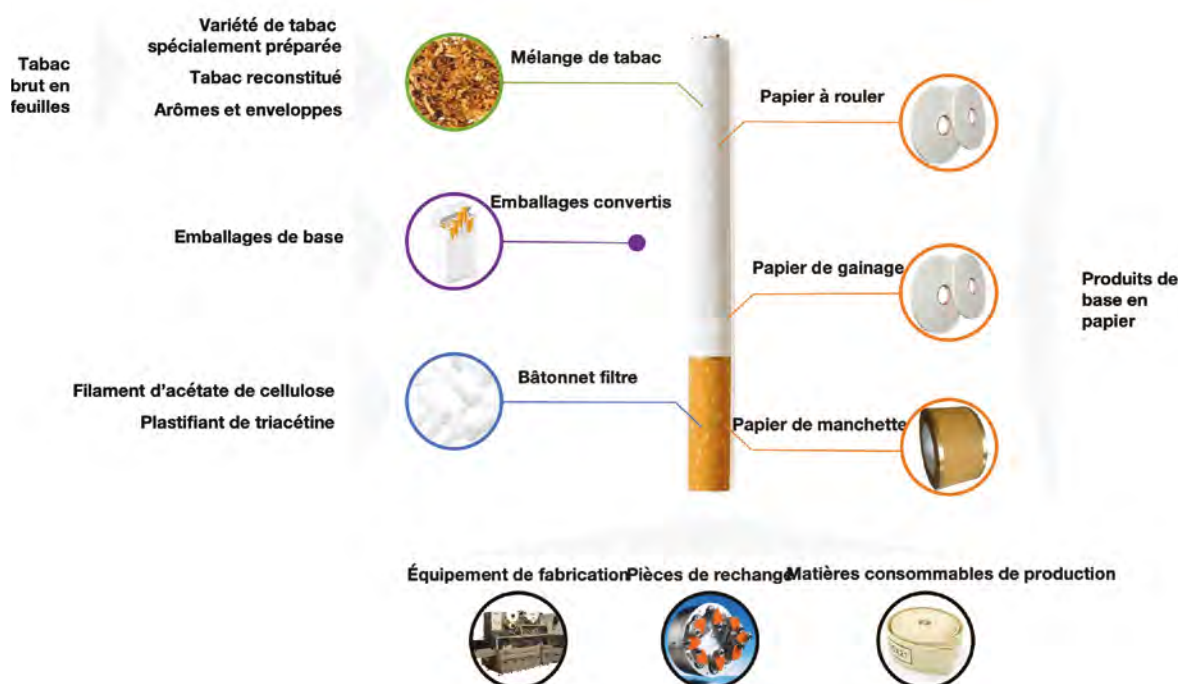 Tabac
brut en
feuilles
Variété de tabac
spécialement préparée
Tabac reconstitué
Arômes et enveloppes
Mélange de tabac
Papier à rouler
Emballages de base
Emballages convertis
Papier de gainage
Produits de
base en
papier
Filament d'acétate de cellulose
Plastifiant de triacétine
Bâtonnet filtre
Papier de manchette
Équipement de fabrication
Pièces de rechange
Matières consommables de production